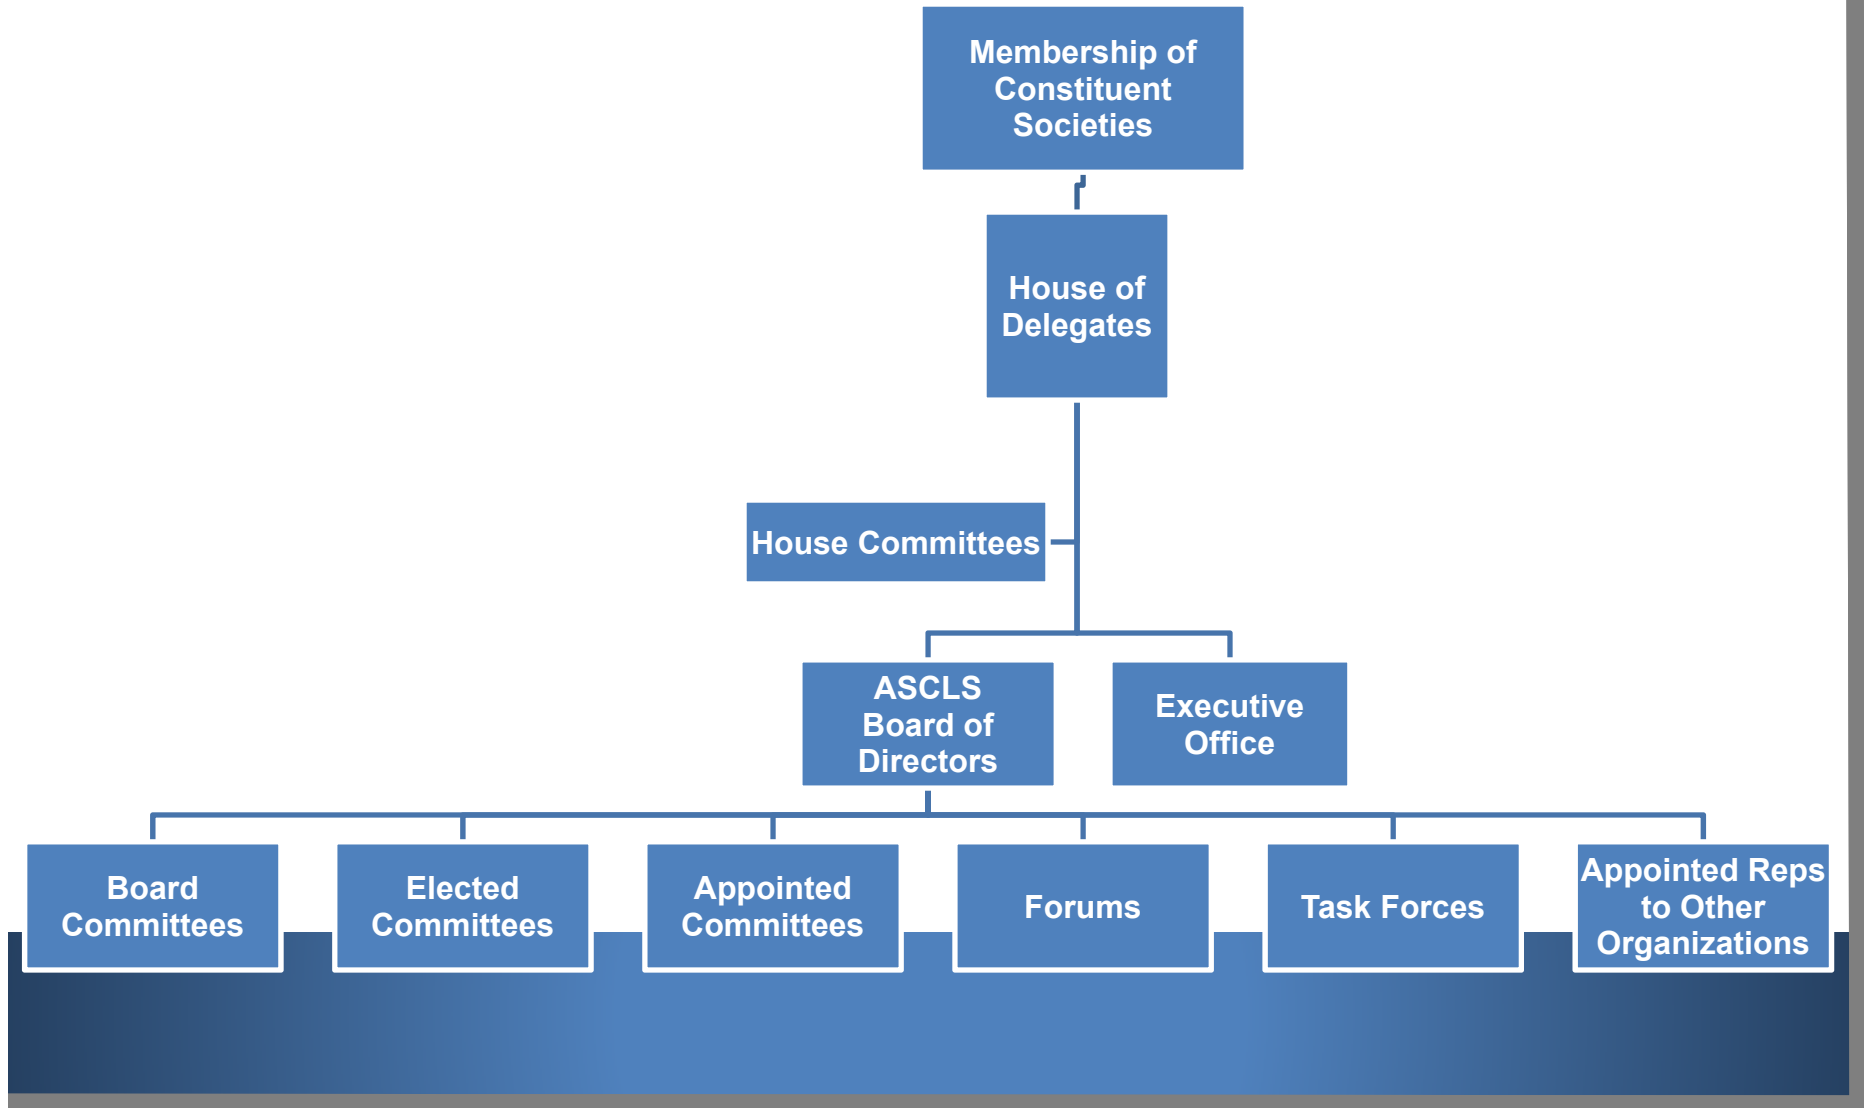 Membership of
Constituent
Societies
House of
Delegates
House Committees
ASCLS
Board of
Directors
Executive
Office
Board
Committees
Elected
Committees
Appointed
Committees
Forums
Task Forces
Appointed Reps
to Other
Organizations